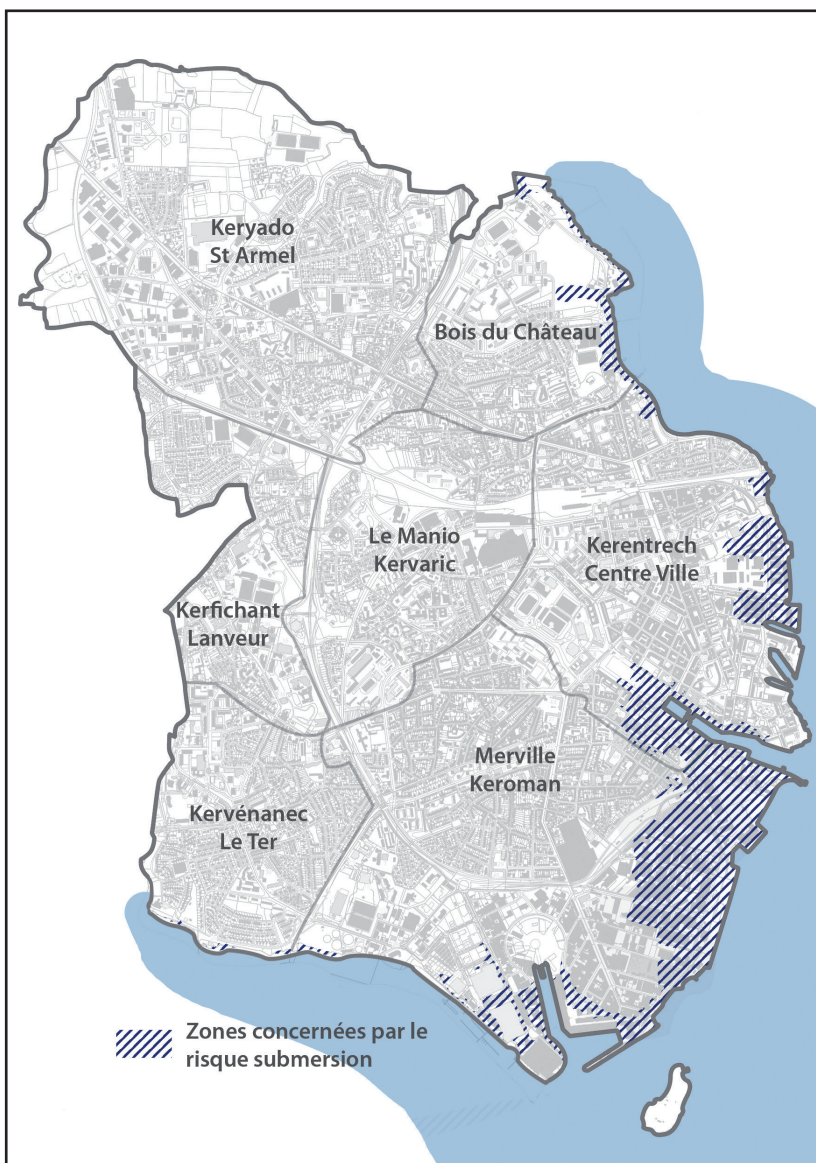 Keryado
St Armel
Bois du Château
Le Manio
Kervaric
Kerentrech
Centre Ville
Kerfichant
Lanveur
Merville
Keroman
Kervénanec
Le Ter
Zones concernées par le
risque submersion